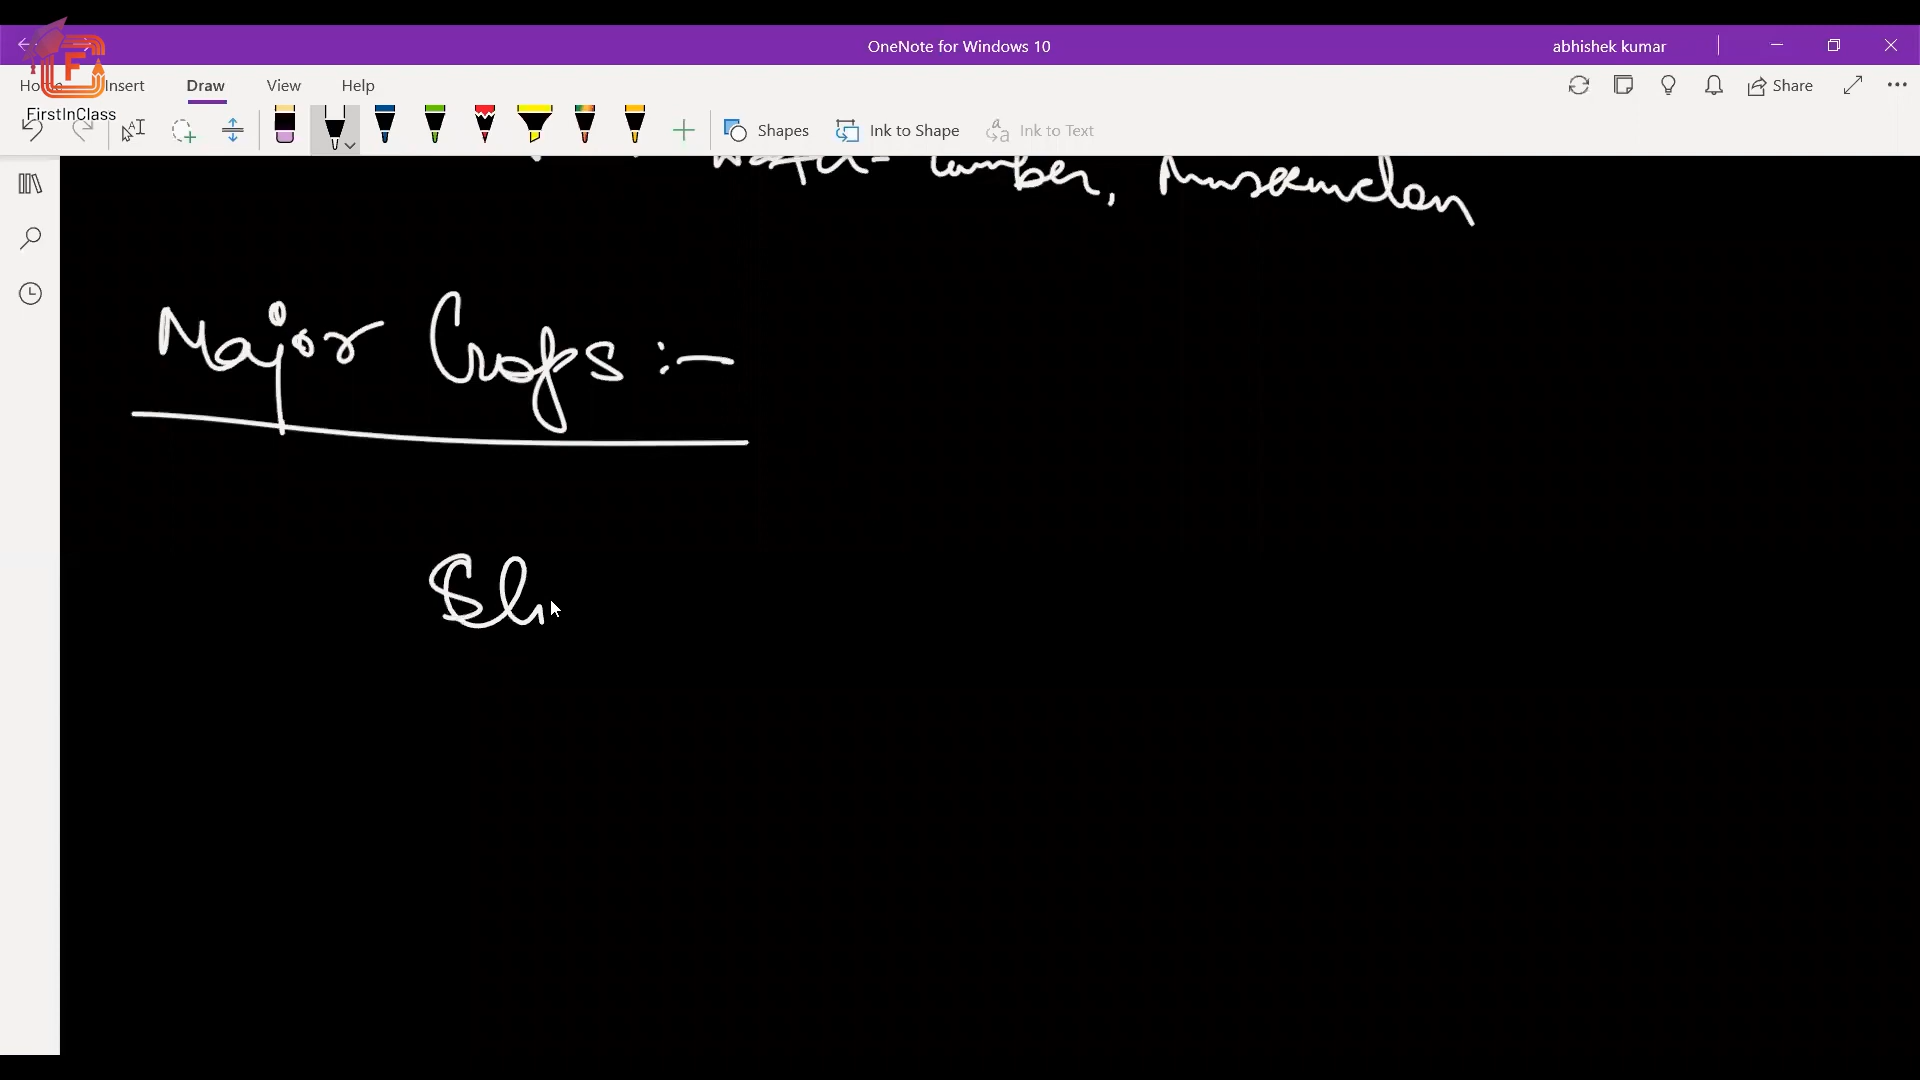 OneNote for Windows 10
abhishek kumar
Home Insert Draw View Help
Share
FirstInClass
Shapes Ink to Shape Ink to Text
Major Crops :-